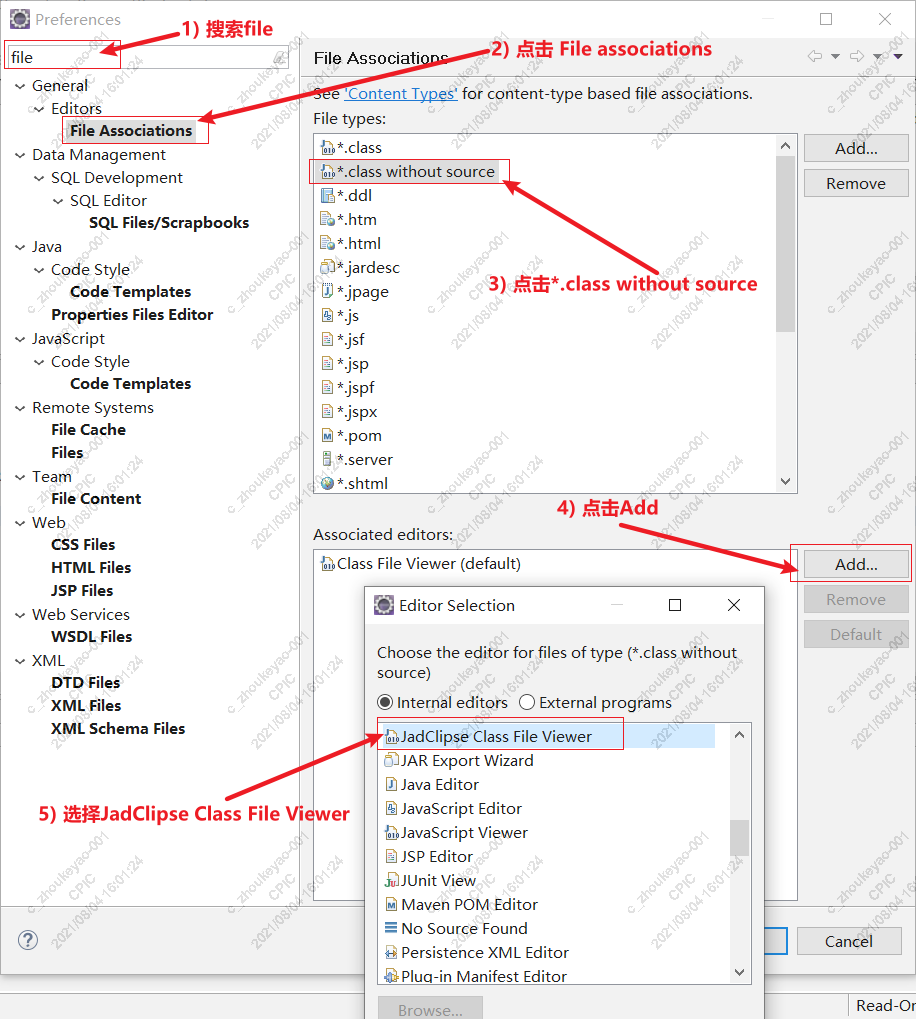 Preferences
1) 搜索file
file
2) 点击 File associations
File Associations
See 'Content Types' for content-type based file associations.
General
Editors
File Associations
Data Management
SQL Development
SQL Editor
SQL Files/Scrapbooks
Java
Code Style
Code Templates
Properties Files Editor
JavaScript
Code Style
Code Templates
Remote Systems
File Cache
Files
Team
File Content
Web
CSS Files
HTML Files
JSP Files
Web Services
WSDL Files
XML
DTD Files
XML Files
XML Schema Files
File types:
*.class
*.class without source
*.ddl
*.htm
*.html
*.jardesc
*.jpage
*.js
*.jsf
*.jsp
*.jspf
*.jspx
*.pom
*.server
*.shtml
Add...
Remove
3) 点击*.class without source
4) 点击Add
Associated editors:
Class File Viewer (default)
Add...
Remove
Default
Editor Selection
Choose the editor for files of type (*.class without
source)
Internal editors
External programs
JadClipse Class File Viewer
JAR Export Wizard
Java Editor
JavaScript Editor
JavaScript Viewer
JSP Editor
JUnit View
Maven POM Editor
No Source Found
Persistence XML Editor
Plug-in Manifest Editor
Browse...
5) 选择JadClipse Class File Viewer
Cancel
Read-Or
c_zhoukeyao-001
CPIC
2021/08/04 16:01:24